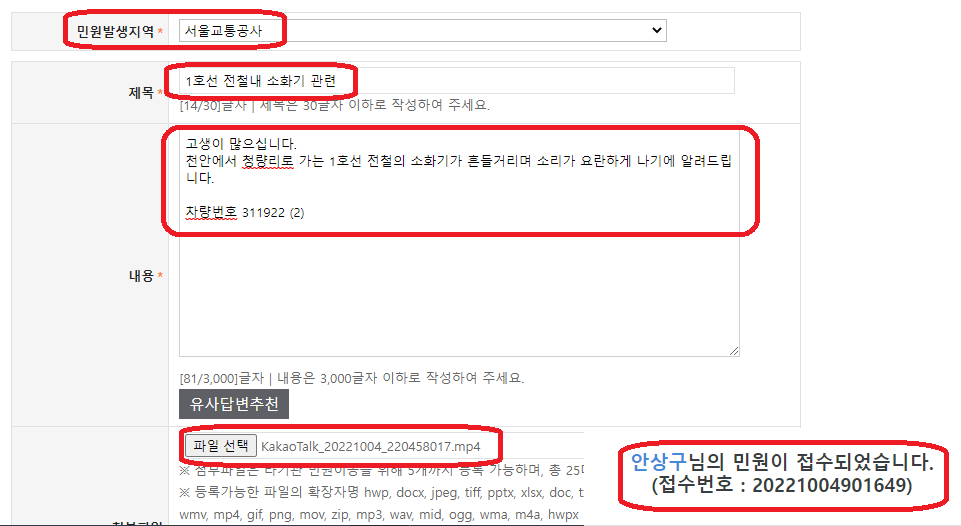 민원발생지역 * 서울교통공사
제목 * 1호선 전철내 소화기 관련
[14/30]글자 | 제목은 30글자 이하로 작성하여 주세요.
고생이 많으십니다.
천안에서 청량리로 가는 1호선 전철의 소화기가 흔들거리며 소리가 요란하게 나기에 알려드립
니다.
차량번호 311922 (2)
내용 *
[81/3,000]글자 | 내용은 3,000글자 이하로 작성하여 주세요.
유사답변추천
파일 선택 KakaoTalk_20221004_220458017.mp4
※ 첨부파일은 타기관 민원이송을 위해 5개까지 등록 가능하며, 총 25
※ 등록가능한 파일의 확장자명 hwp, docx, jpeg, tiff, pptx, xlsx, doc,
wmv, mp4, gif, png, mov, zip, mp3, wav, mid, ogg, wma, m4a, hwpx
안상구님의 민원이 접수되었습니다.
(접수번호 : 20221004901649)